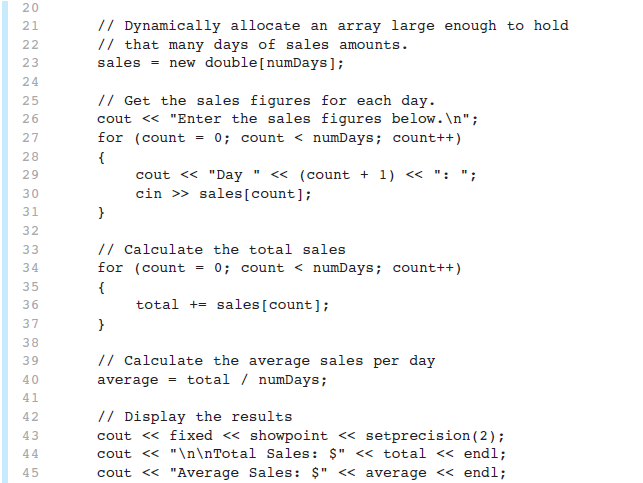 20
21 // Dynamically allocate an array large enough to hold
22 // that many days of sales amounts.
23 sales = new double[numDays];
24
25 // Get the sales figures for each day.
26 cout << "Enter the sales figures below.\n";
27 for (count = 0; count < numDays; count++)
28 {
29 cout << "Day " << (count + 1) << ": ";
30 cin >> sales[count];
31 }
32
33 // Calculate the total sales
34 for (count = 0; count < numDays; count++)
35 {
36 total += sales[count];
37 }
38
39 // Calculate the average sales per day
40 average = total / numDays;
41
42 // Display the results
43 cout << fixed << showpoint << setprecision(2);
44 cout << "\n\nTotal Sales: $" << total << endl;
45 cout << "Average Sales: $" << average << endl;